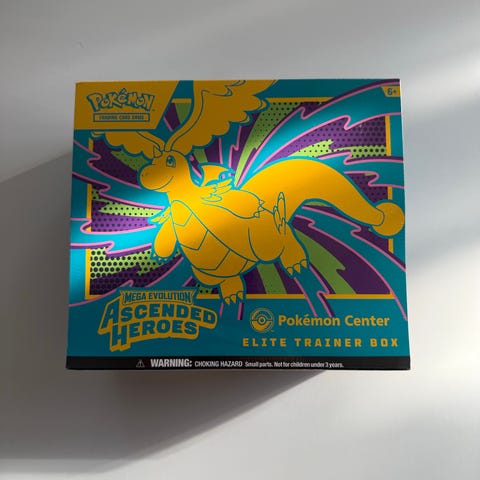 Pokémon
TRADING CARD GAME
6+
MEGA EVOLUTION
ASCENDED
HEROES
Pokémon Center
ELITE TRAINER BOX
WARNING: CHOKING HAZARD Small parts. Not for children under 3 years.